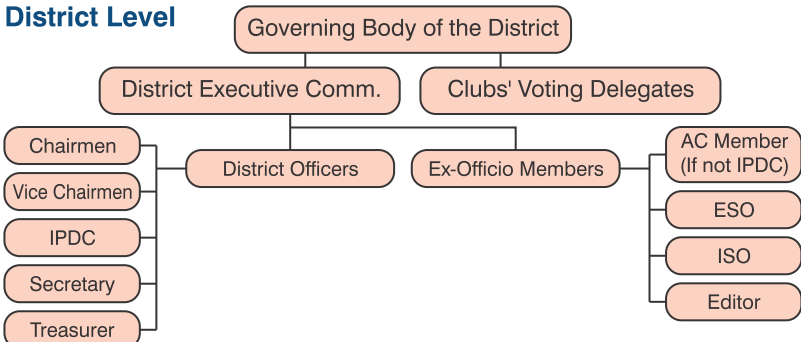 District Level
Governing Body of the District
District Executive Comm.
Clubs' Voting Delegates
Chairmen
Vice Chairmen
IPDC
Secretary
Treasurer
District Officers
Ex-Officio Members
AC Member
(If not IPDC)
ESO
ISO
Editor